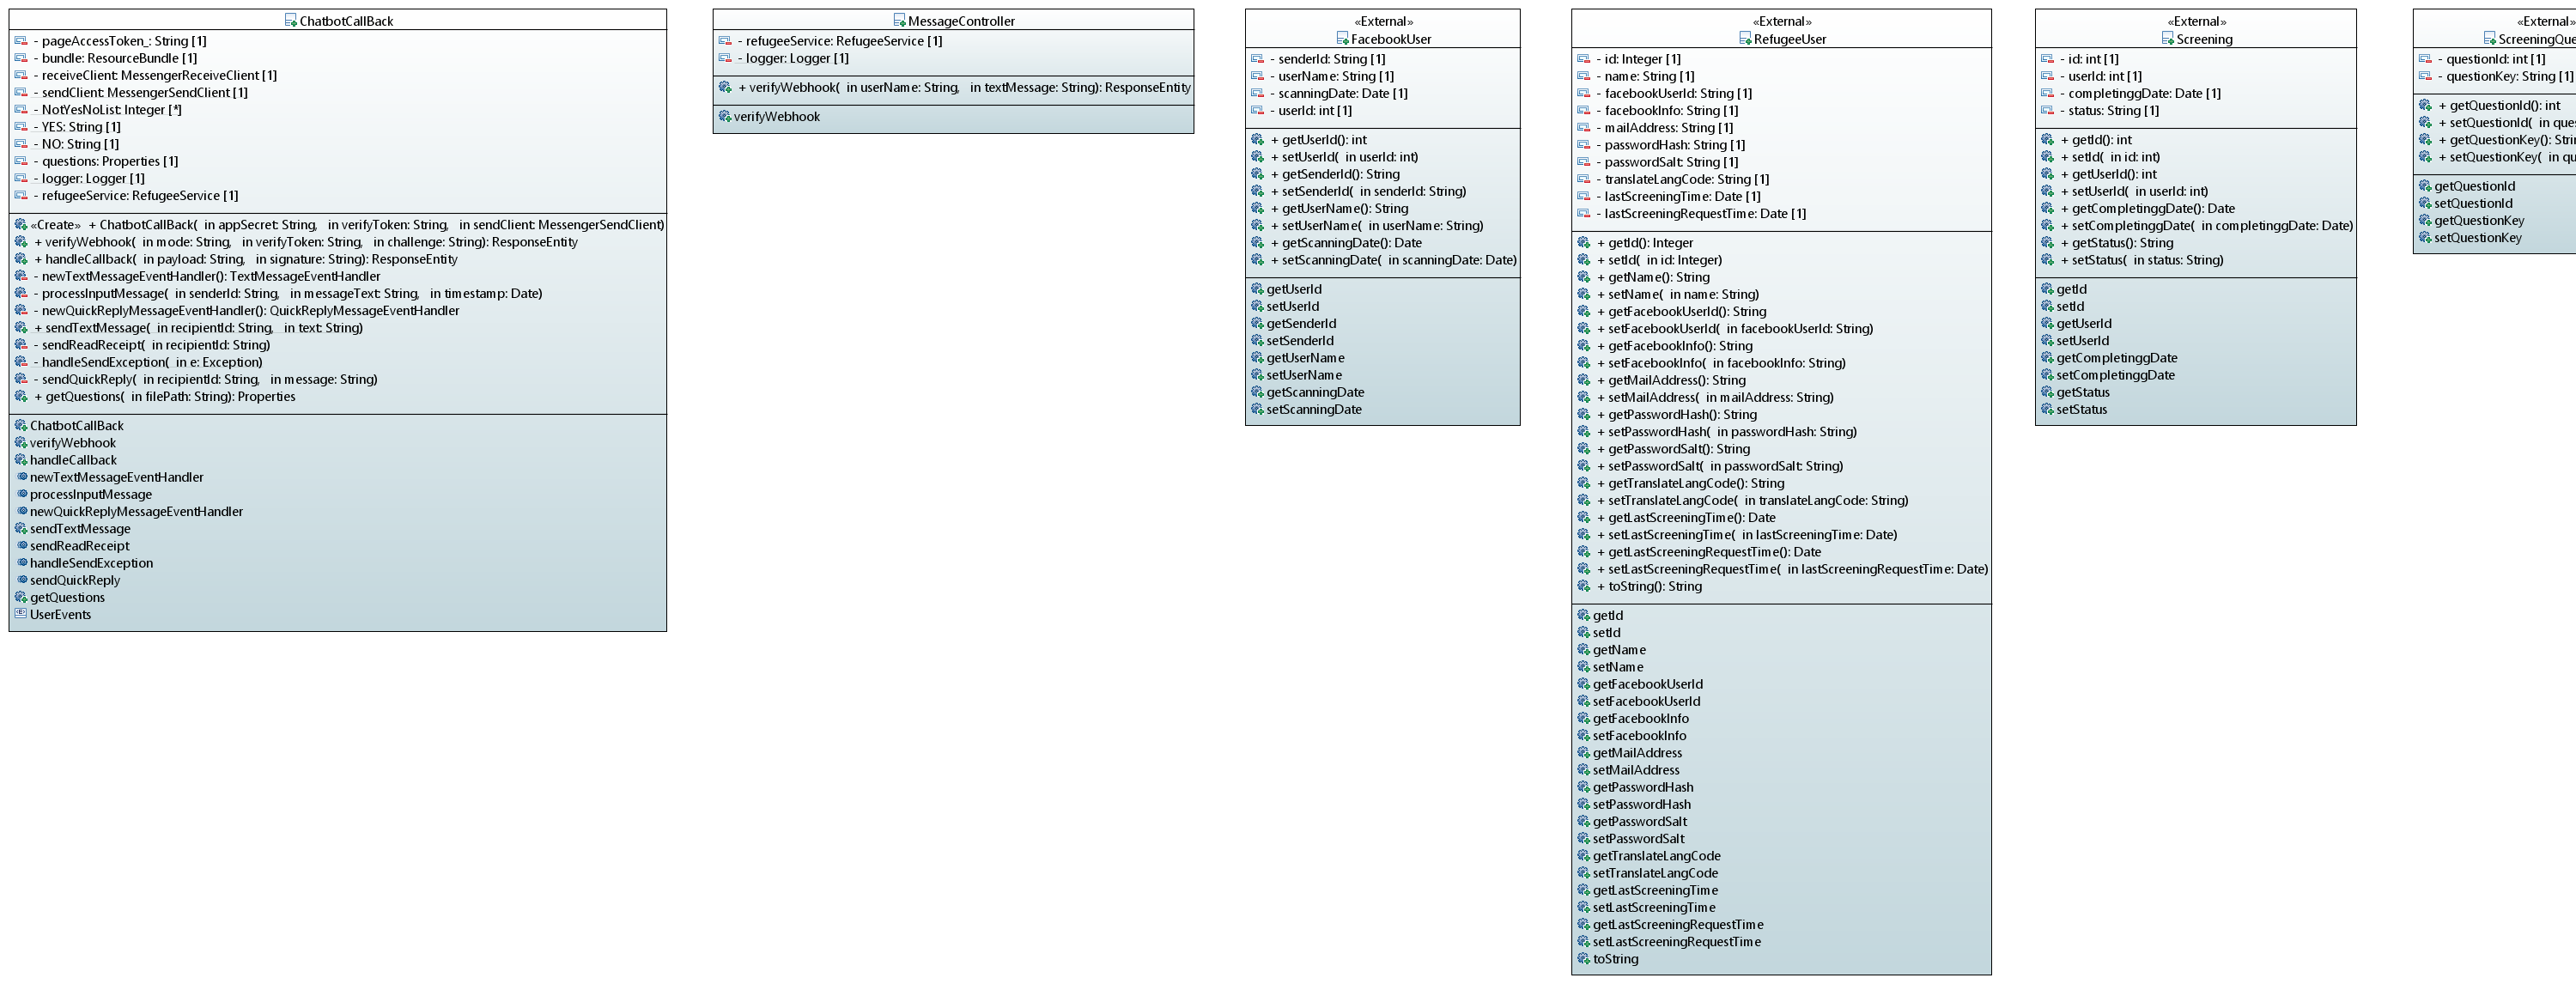 ChatbotCallBack
- pageAccessToken_: String [1]
- bundle: ResourceBundle [1]
- receiveClient: MessengerReceiveClient [1]
- sendClient: MessengerSendClient [1]
- NotYesNoList: Integer [*]
- YES: String [1]
- NO: String [1]
- questions: Properties [1]
- logger: Logger [1]
- refugeeService: RefugeeService [1]
«Create» + ChatbotCallBack( in appSecret: String, in verifyToken: String, in sendClient: MessengerSendClient)
+ verifyWebhook( in mode: String, in verifyToken: String, in challenge: String): ResponseEntity
+ handleCallback( in payload: String, in signature: String): ResponseEntity
- newTextMessageEventHandler(): TextMessageEventHandler
- processInputMessage( in senderId: String, in messageText: String, in timestamp: Date)
- newQuickReplyMessageEventHandler(): QuickReplyMessageEventHandler
+ sendTextMessage( in recipientId: String, in text: String)
- sendReadReceipt( in recipientId: String)
- handleSendException( in e: Exception)
- sendQuickReply( in recipientId: String, in message: String)
+ getQuestions( in filePath: String): Properties
ChatbotCallBack
verifyWebhook
handleCallback
newTextMessageEventHandler
processInputMessage
newQuickReplyMessageEventHandler
sendTextMessage
sendReadReceipt
handleSendException
sendQuickReply
getQuestions
UserEvents
MessageController
- refugeeService: RefugeeService [1]
- logger: Logger [1]
+ verifyWebhook( in userName: String, in textMessage: String): ResponseEntity
verifyWebhook
«External»
FacebookUser
- senderId: String [1]
- userName: String [1]
- scanningDate: Date [1]
- userId: int [1]
+ getUserId(): int
+ setUserId( in userId: int)
+ getSenderId(): String
+ setSenderId( in senderId: String)
+ getUserName(): String
+ setUserName( in userName: String)
+ getScanningDate(): Date
+ setScanningDate( in scanningDate: Date)
getUserId
setUserId
getSenderId
setSenderId
getUserName
setUserName
getScanningDate
setScanningDate
«External»
RefugeeUser
- id: Integer [1]
- name: String [1]
- facebookUserId: String [1]
- facebookInfo: String [1]
- mailAddress: String [1]
- passwordHash: String [1]
- passwordSalt: String [1]
- translateLangCode: String [1]
- lastScreeningTime: Date [1]
- lastScreeningRequestTime: Date [1]
+ getId(): Integer
+ setId( in id: Integer)
+ getName(): String
+ setName( in name: String)
+ getFacebookUserId(): String
+ setFacebookUserId( in facebookUserId: String)
+ getFacebookInfo(): String
+ setFacebookInfo( in facebookInfo: String)
+ getMailAddress(): String
+ setMailAddress( in mailAddress: String)
+ getPasswordHash(): String
+ setPasswordHash( in passwordHash: String)
+ getPasswordSalt(): String
+ setPasswordSalt( in passwordSalt: String)
+ getTranslateLangCode(): String
+ setTranslateLangCode( in translateLangCode: String)
+ getLastScreeningTime(): Date
+ setLastScreeningTime( in lastScreeningTime: Date)
+ getLastScreeningRequestTime(): Date
+ setLastScreeningRequestTime( in lastScreeningRequestTime: Date)
+ toString(): String
getId
setId
getName
setName
getFacebookUserId
setFacebookUserId
getFacebookInfo
setFacebookInfo
getMailAddress
setMailAddress
getPasswordHash
setPasswordHash
getPasswordSalt
setPasswordSalt
getTranslateLangCode
setTranslateLangCode
getLastScreeningTime
setLastScreeningTime
getLastScreeningRequestTime
setLastScreeningRequestTime
toString
«External»
Screening
- id: int [1]
- userId: int [1]
- completinggDate: Date [1]
- status: String [1]
+ getId(): int
+ setId( in id: int)
+ getUserId(): int
+ setUserId( in userId: int)
+ getCompletinggDate(): Date
+ setCompletinggDate( in completinggDate: Date)
+ getStatus(): String
+ setStatus( in status: String)
getId
setId
getUserId
setUserId
getCompletinggDate
setCompletinggDate
getStatus
setStatus
«External»
ScreeningQue
- questionId: int [1]
- questionKey: String [1]
+ getQuestionId(): int
+ setQuestionId( in ques
+ getQuestionKey(): Strin
+ setQuestionKey( in qu
getQuestionId
setQuestionId
getQuestionKey
setQuestionKey